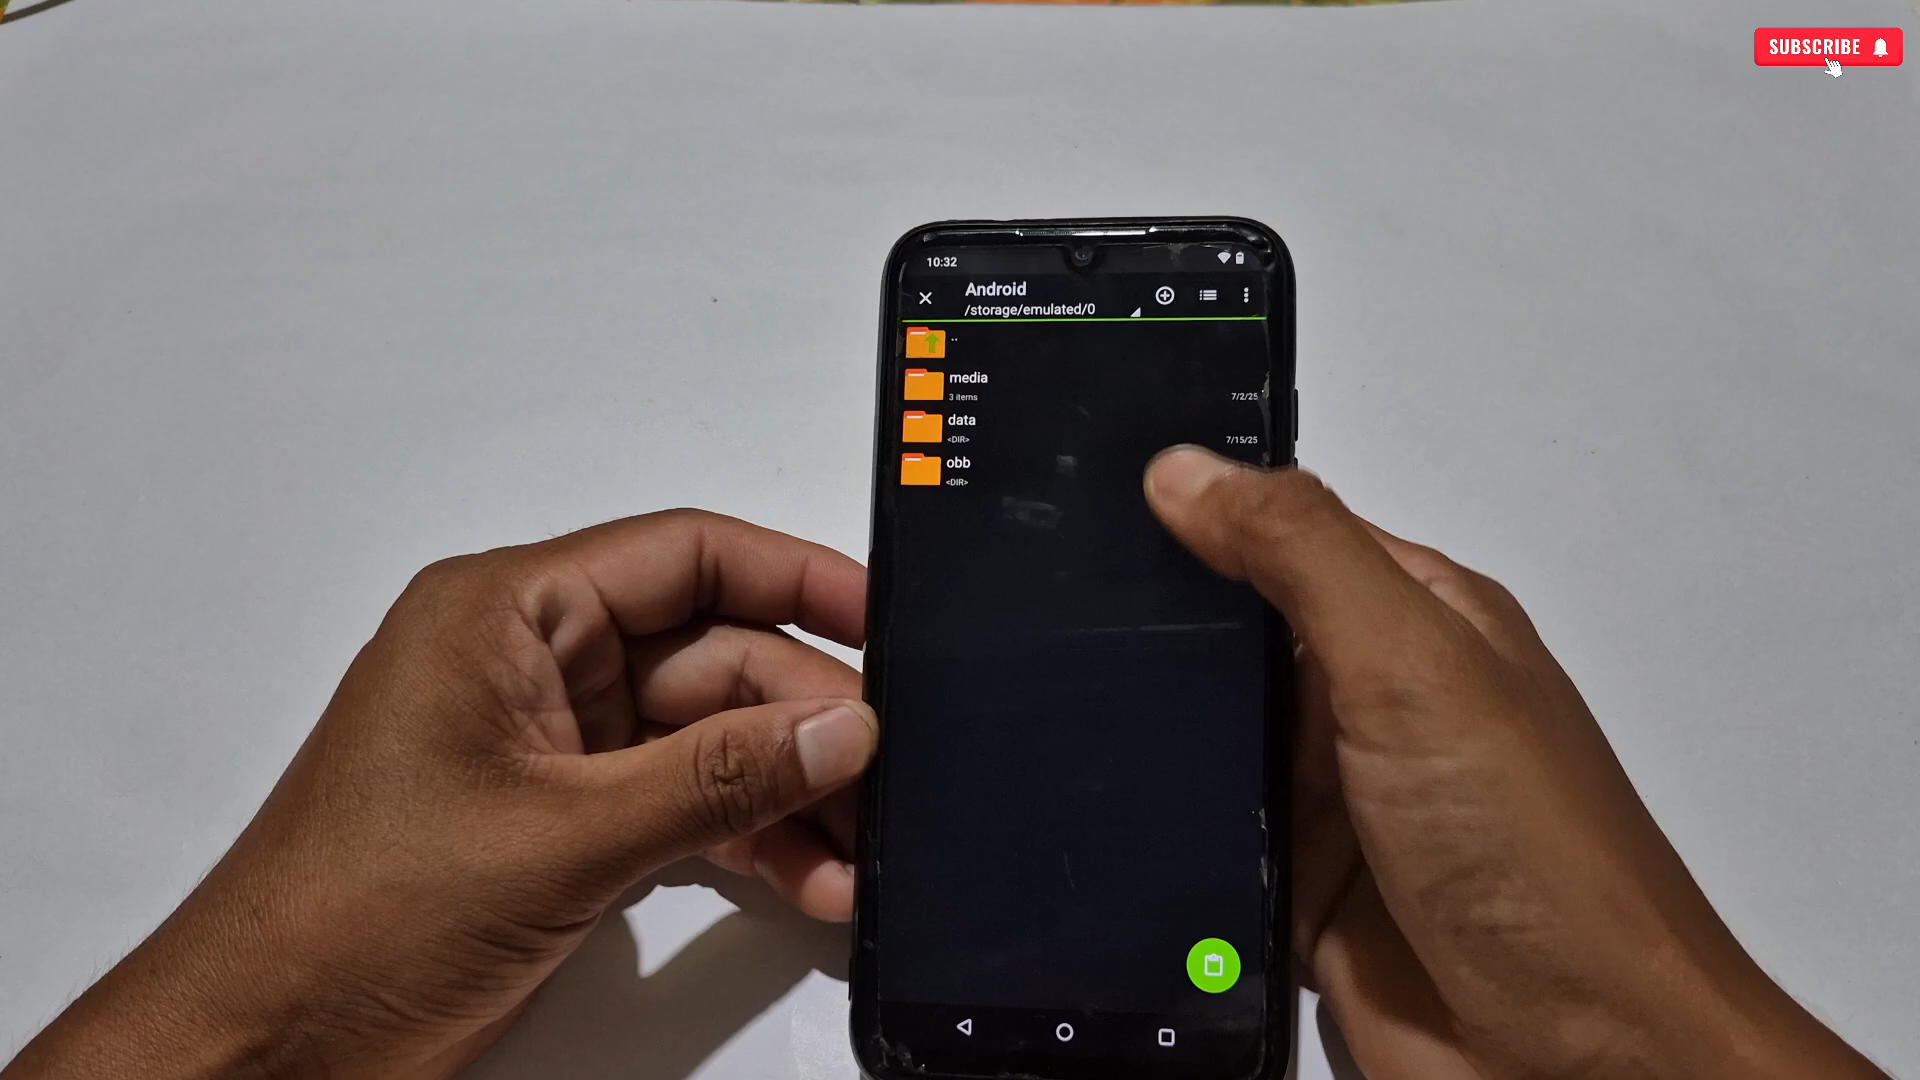 SUBSCRIBE
10:32
Android
/storage/emulated/0
..
media
3 items
7/2/25
data
<DIR>
7/15/25
obb
<DIR>